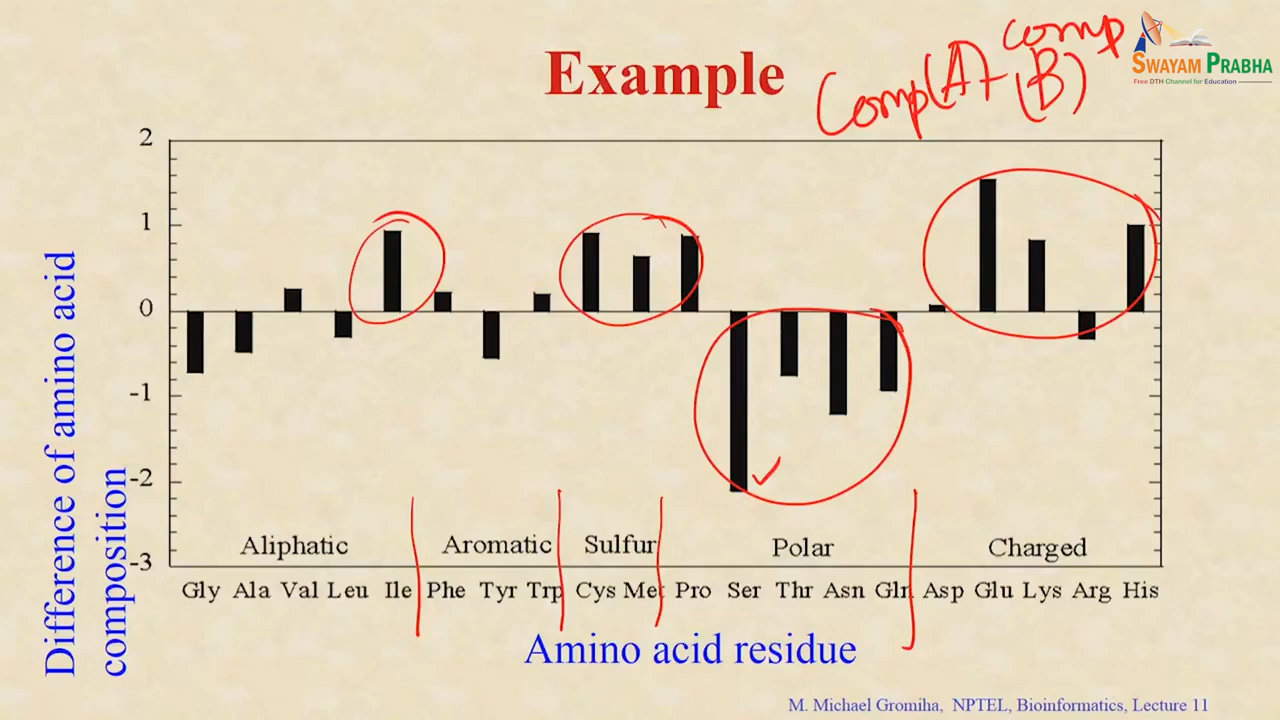 Example
comp
Comp(A) - (B)
SWAYAM PRABHA
Free DTH Channel for Education
2
1
0
-1
-2
-3
Difference of amino acid
composition
Aliphatic Aromatic Sulfur Polar Charged
Gly Ala Val Leu Ile Phe Tyr Trp Cys Met Pro Ser Thr Asn Gln Asp Glu Lys Arg His
Amino acid residue
M. Michael Gromiha, NPTEL, Bioinformatics, Lecture 11